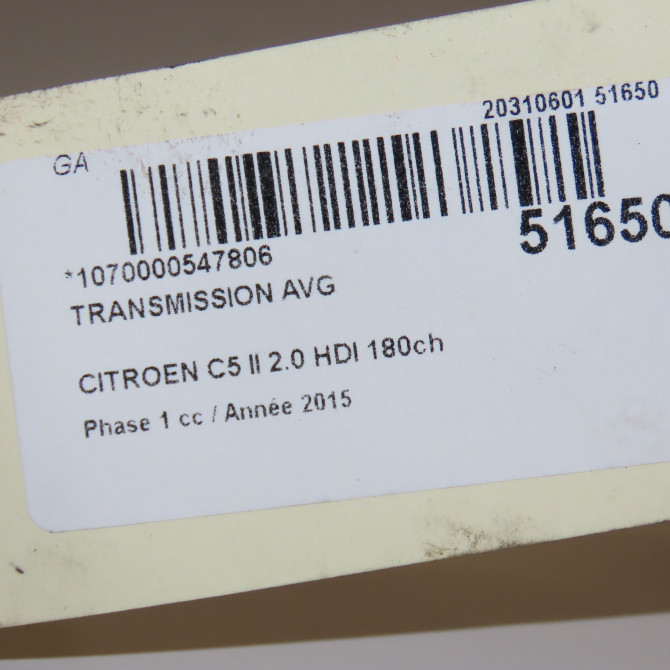 20310601 51650
GA
51650
*1070000547806
TRANSMISSION AVG
CITROEN C5 II 2.0 HDI 180ch
Phase 1 cc / Année 2015